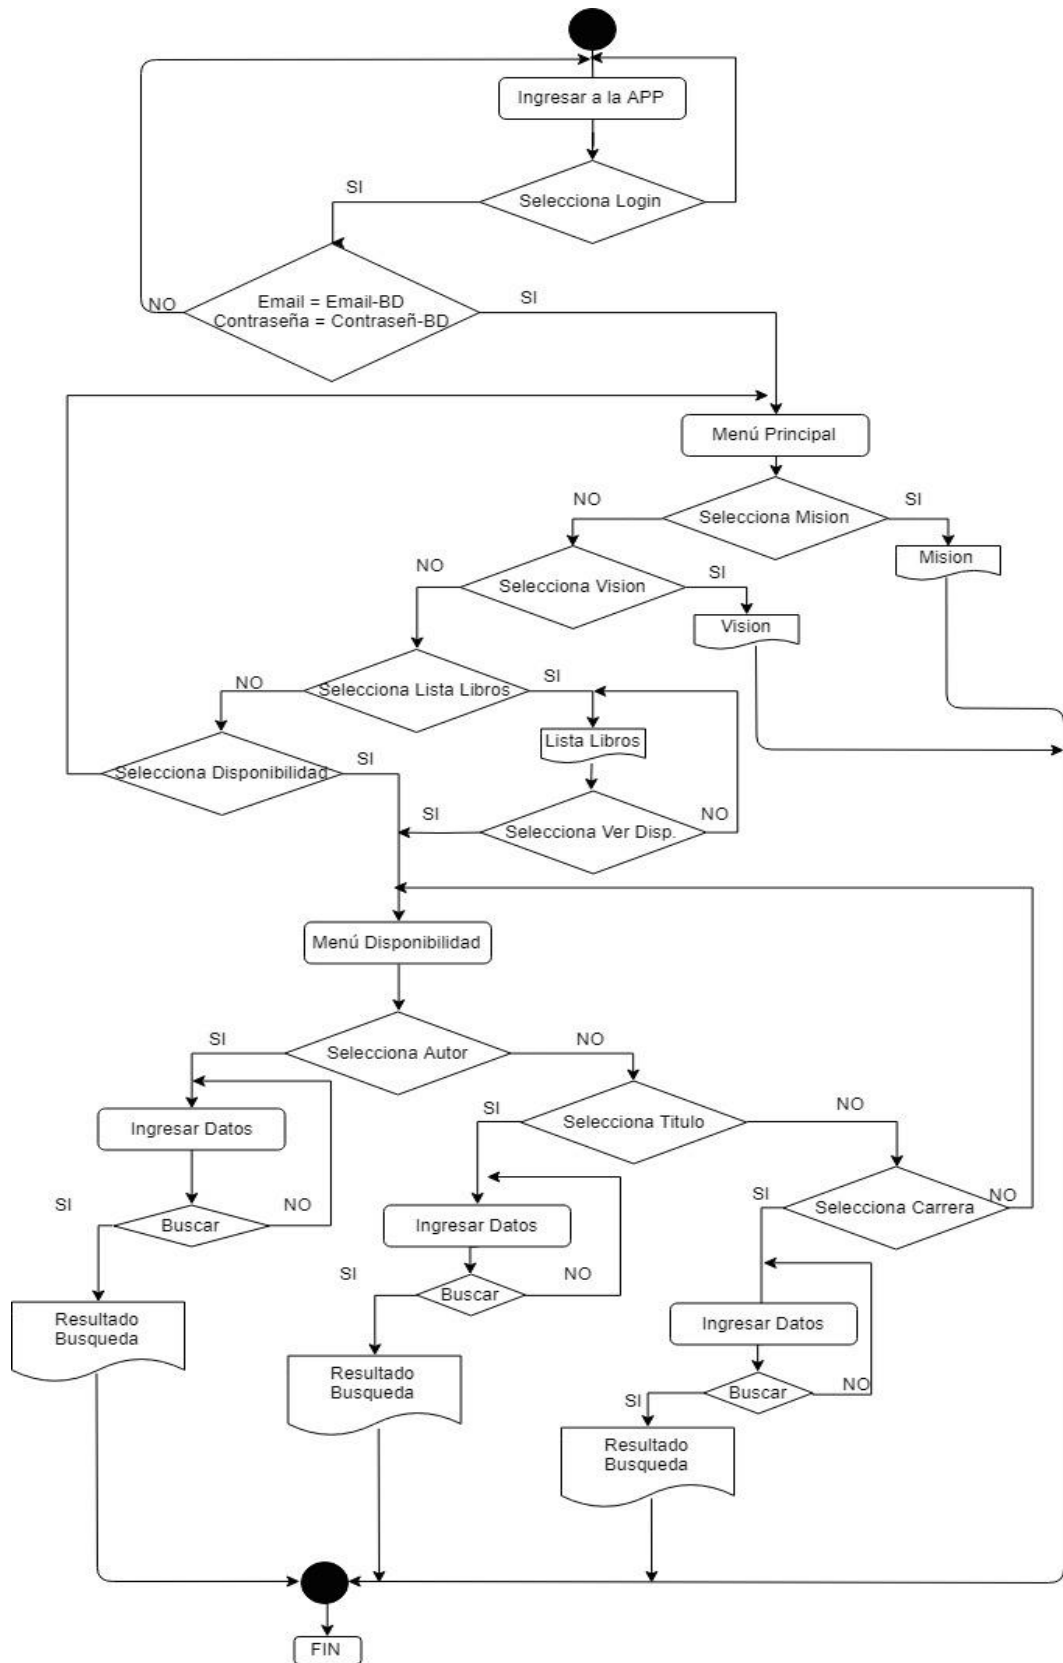 Ingresar a la APP
SI
Selecciona Login
NO
Email = Email-BD
Contraseña = Contraseñ-BD
SI
Menú Principal
NO
Selecciona Mision
SI
Mision
NO
Selecciona Vision
SI
Vision
NO
Selecciona Lista Libros
SI
Lista Libros
Selecciona Disponibilidad
SI
SI
Selecciona Ver Disp.
NO
Menú Disponibilidad
SI
Selecciona Autor
NO
Ingresar Datos
SI
Selecciona Titulo
NO
SI
Buscar
NO
Ingresar Datos
SI
Selecciona Carrera
NO
SI
Buscar
NO
Resultado
Busqueda
Ingresar Datos
Resultado
Busqueda
SI
Buscar
NO
Resultado
Busqueda
FIN